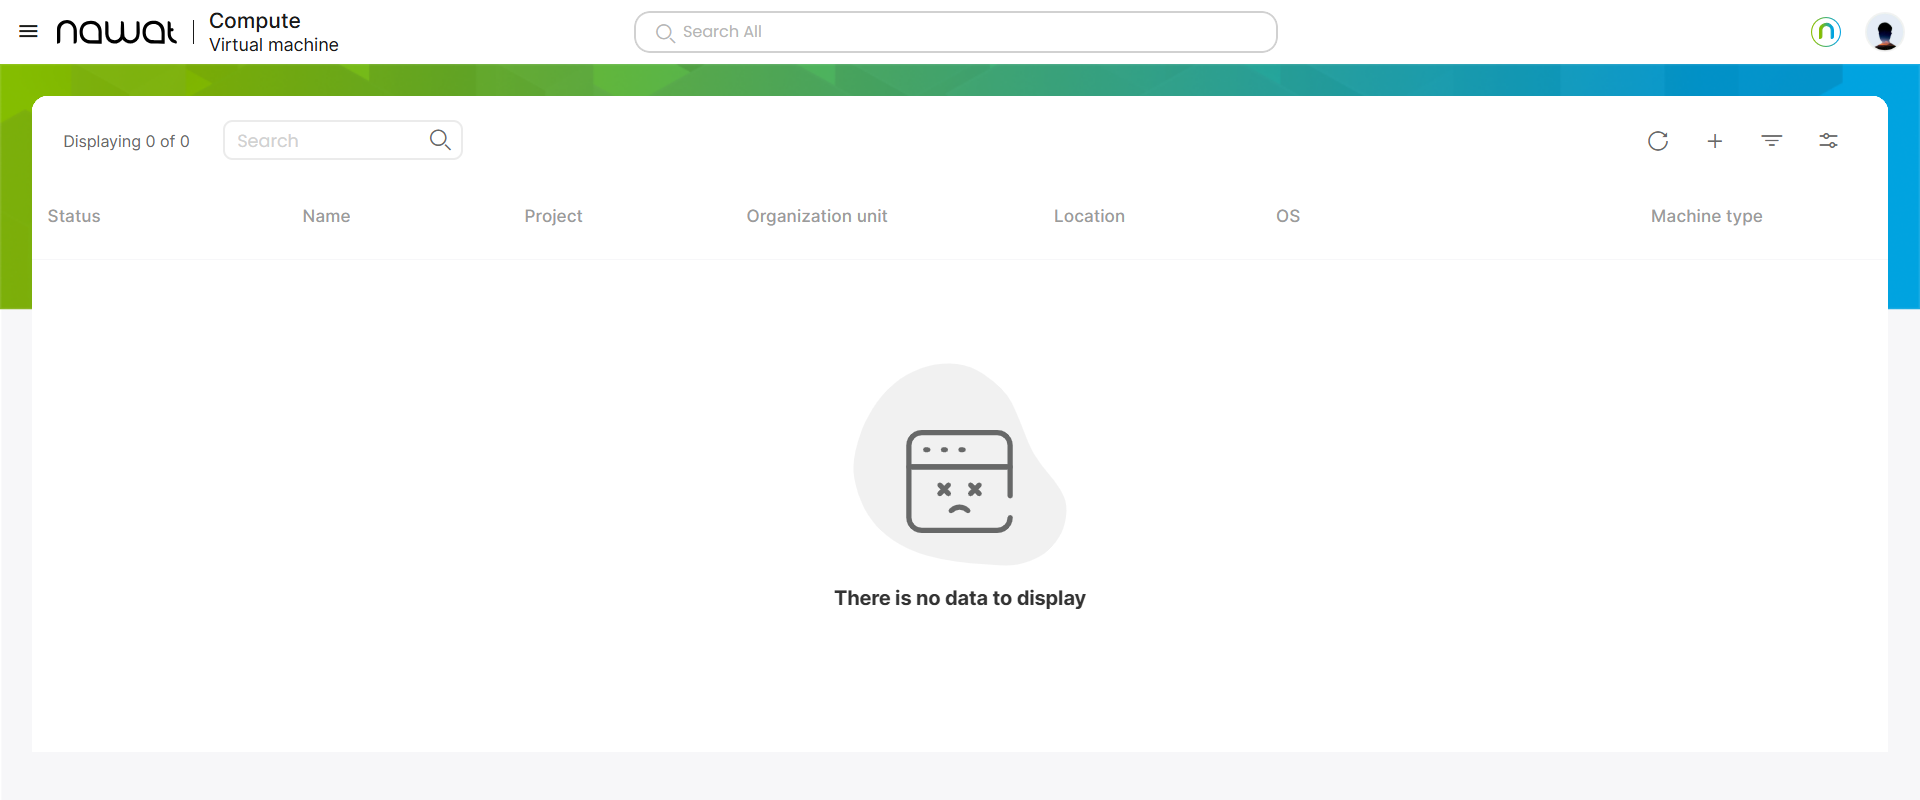 nawat
Compute
Virtual machine
Search All
n
Displaying 0 of 0
Search
Status Name Project Organization unit Location OS Machine type
There is no data to display